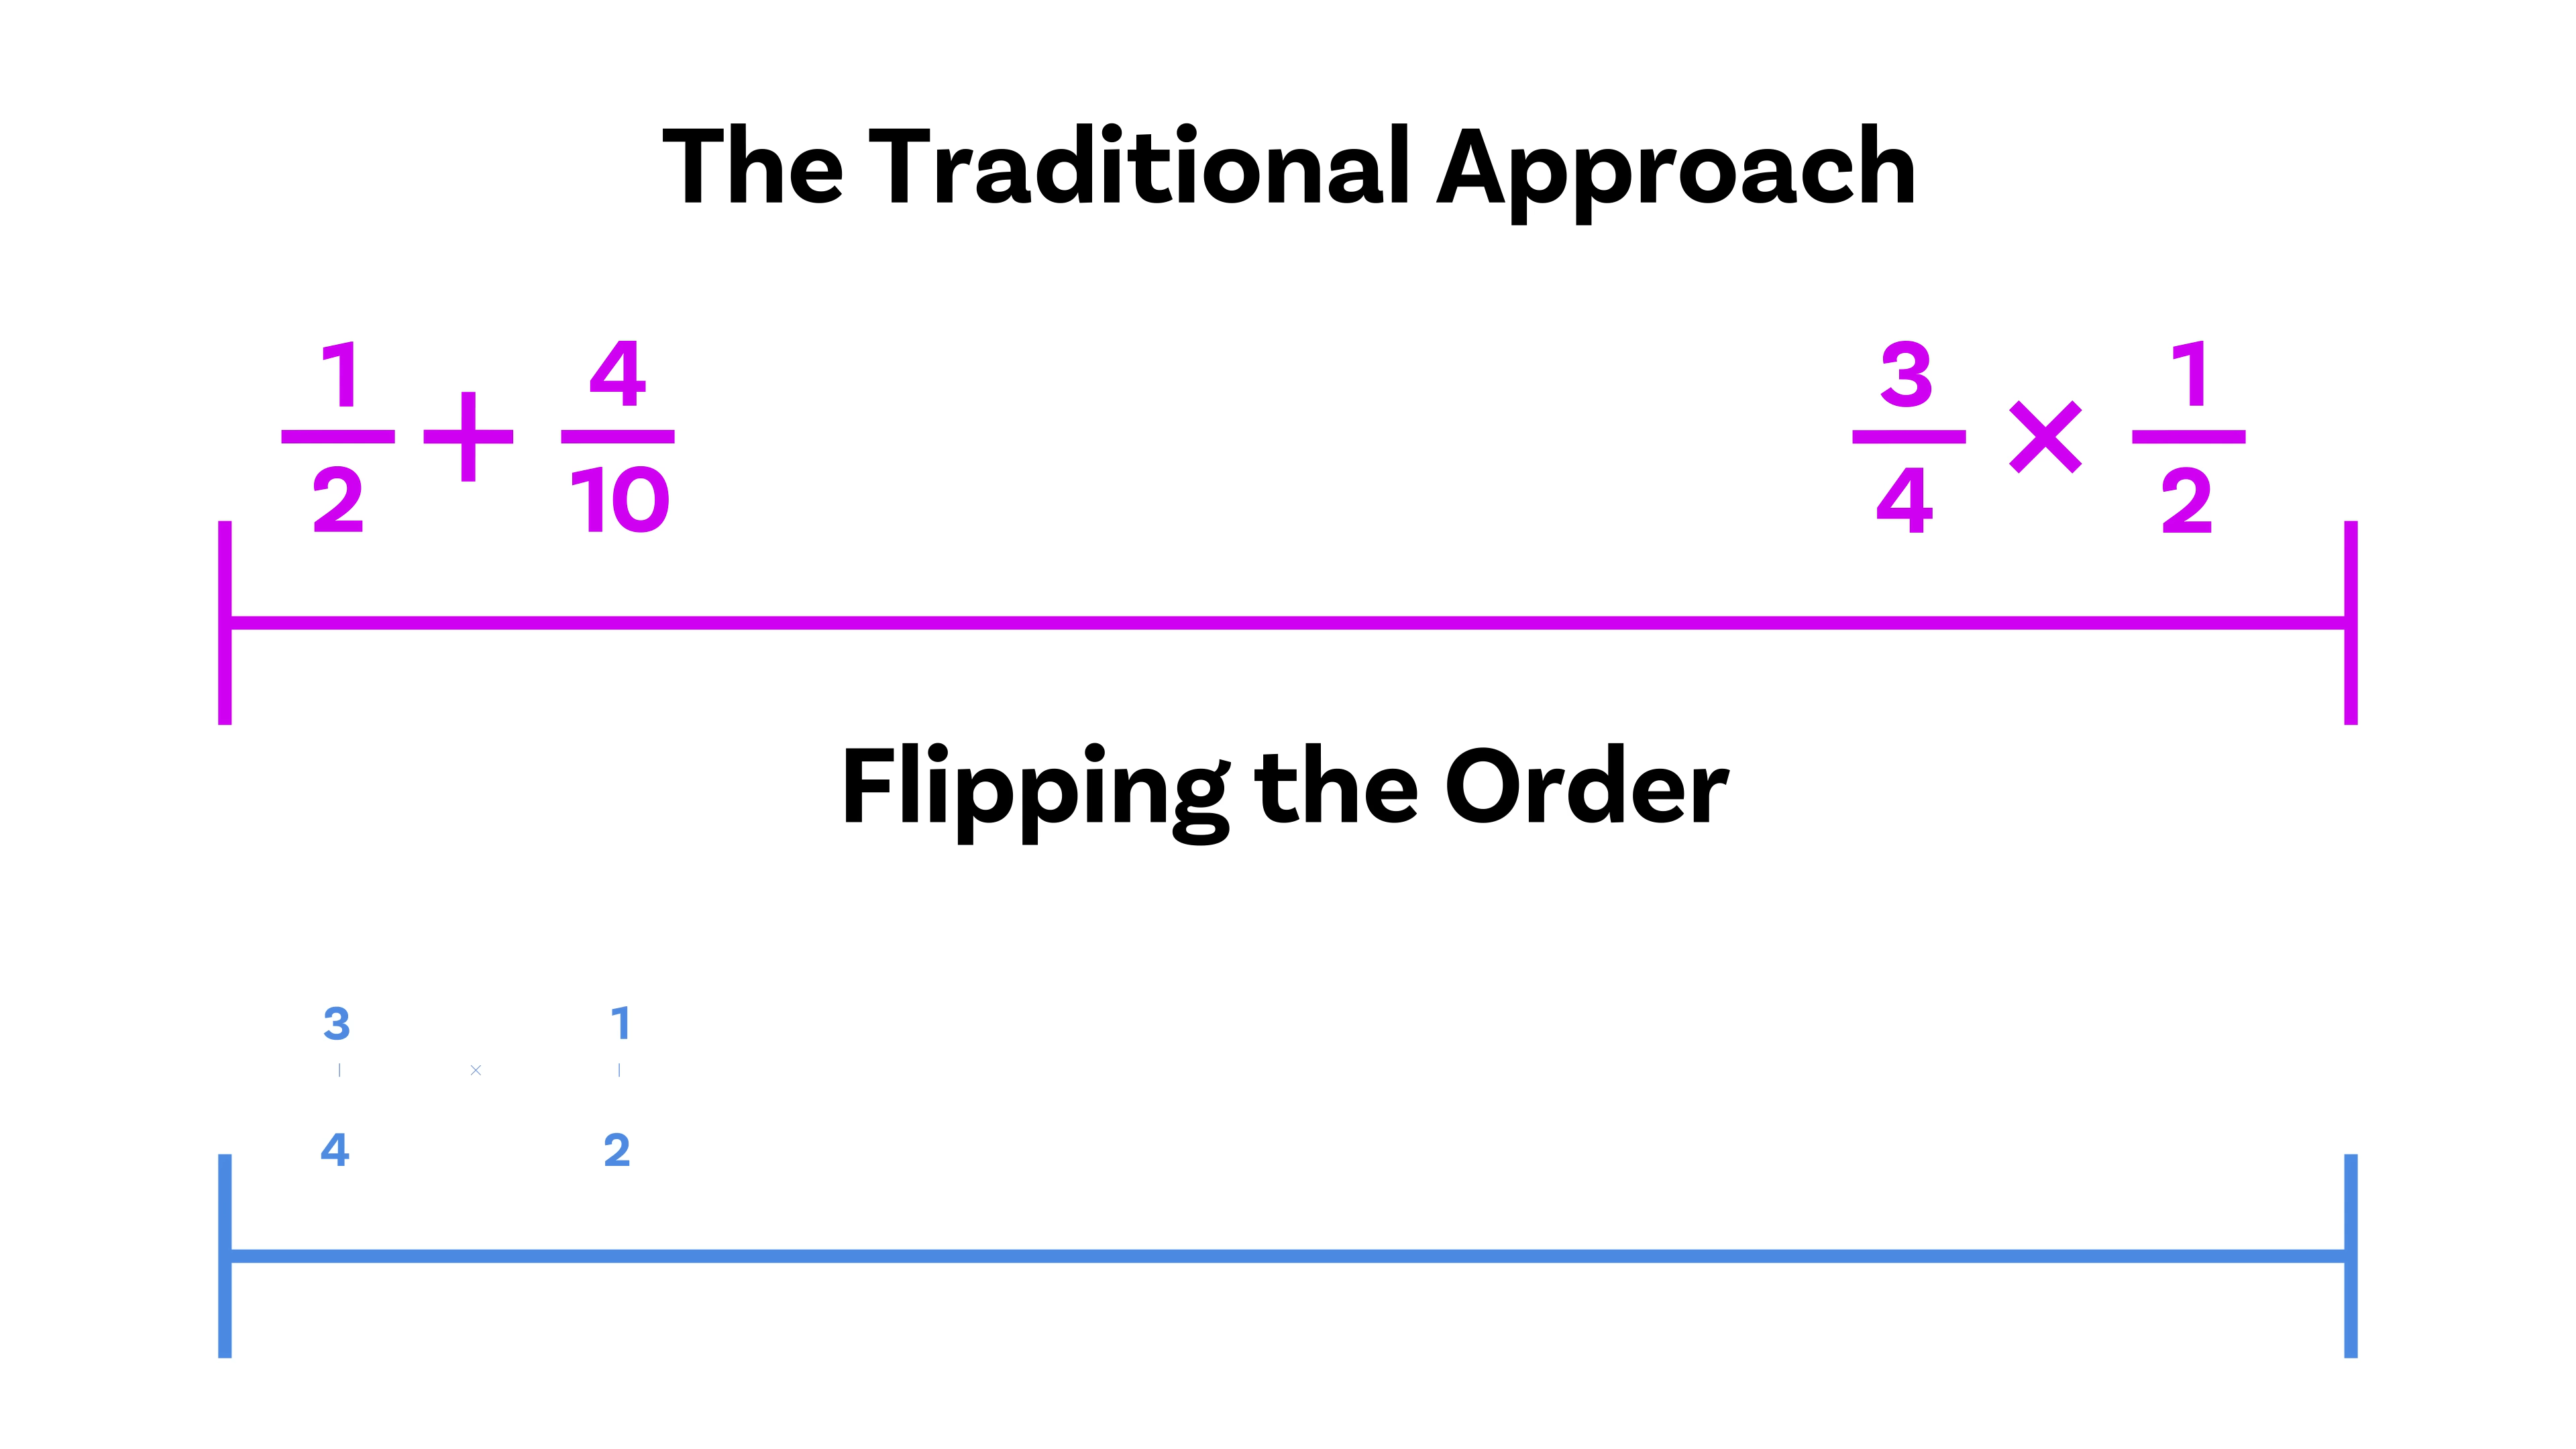 The Traditional Approach
1/2 + 4/10
3/4 × 1/2
Flipping the Order
3 1
×
4 2